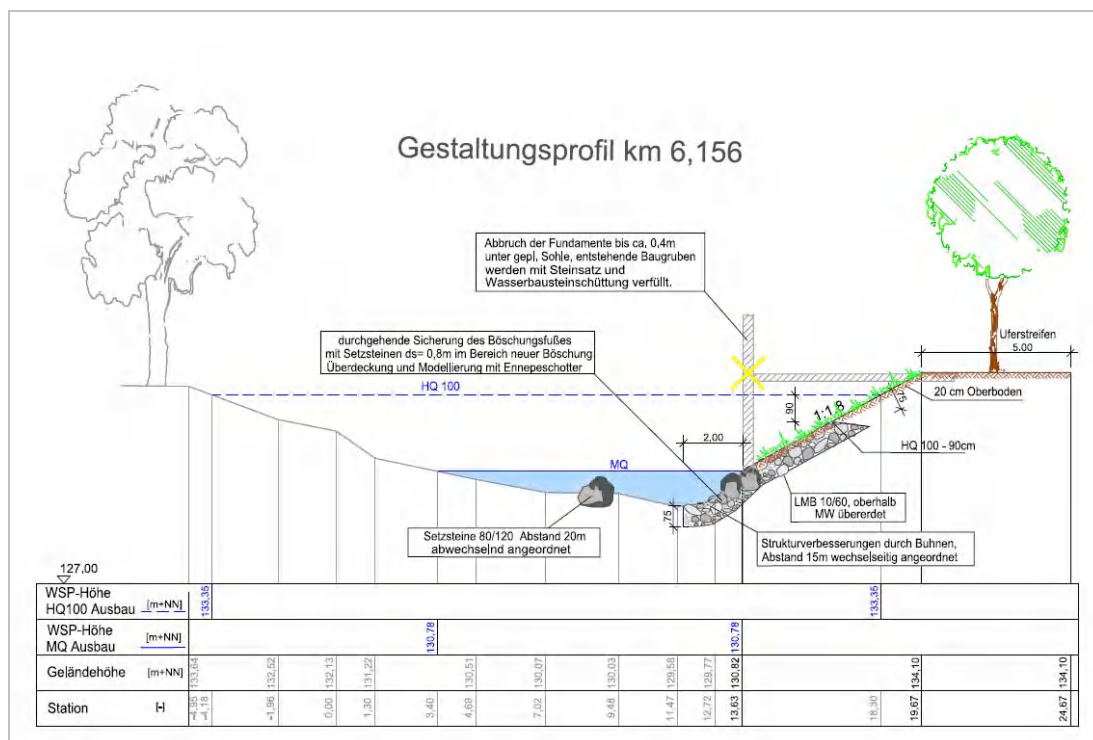 Gestaltungsprofil km 6,156
Abbruch der Fundamente bis ca. 0,4m
unter gepl. Sohle, entstehende Baugruben
werden mit Steinsatz und
Wasserbausteinschüttung verfüllt.
durchgehende Sicherung des Böschungsfußes
mit Setzsteinen ds= 0,8m im Bereich neuer Böschung
Überdeckung und Modellierung mit Ennepeschotter
Uferstreifen
5.00
HQ 100
75
20 cm Oberboden
90
1:1,8
2,00
HQ 100 - 90cm
MQ
LMB 10/60, oberhalb
MW übererdet
75
Setzsteine 80/120 Abstand 20m
abwechselnd angeordnet
Strukturverbesserungen durch Buhnen,
Abstand 15m wechselseitig angeordnet
127,00
WSP-Höhe
HQ100 Ausbau [m+NN] 133,35 133,35
WSP-Höhe
MQ Ausbau [m+NN] 130,78 130,78
Geländehöhe [m+NN] 133,64 132,52 132,13 131,22 130,51 130,07 130,03 129,58 129,77 130,82 134,10 134,10
Station [-] -4,95 -4,18 -1,96 0,00 1,30 3,40 4,69 7,02 9,48 11,47 12,72 13,63 18,30 19,67 24,67